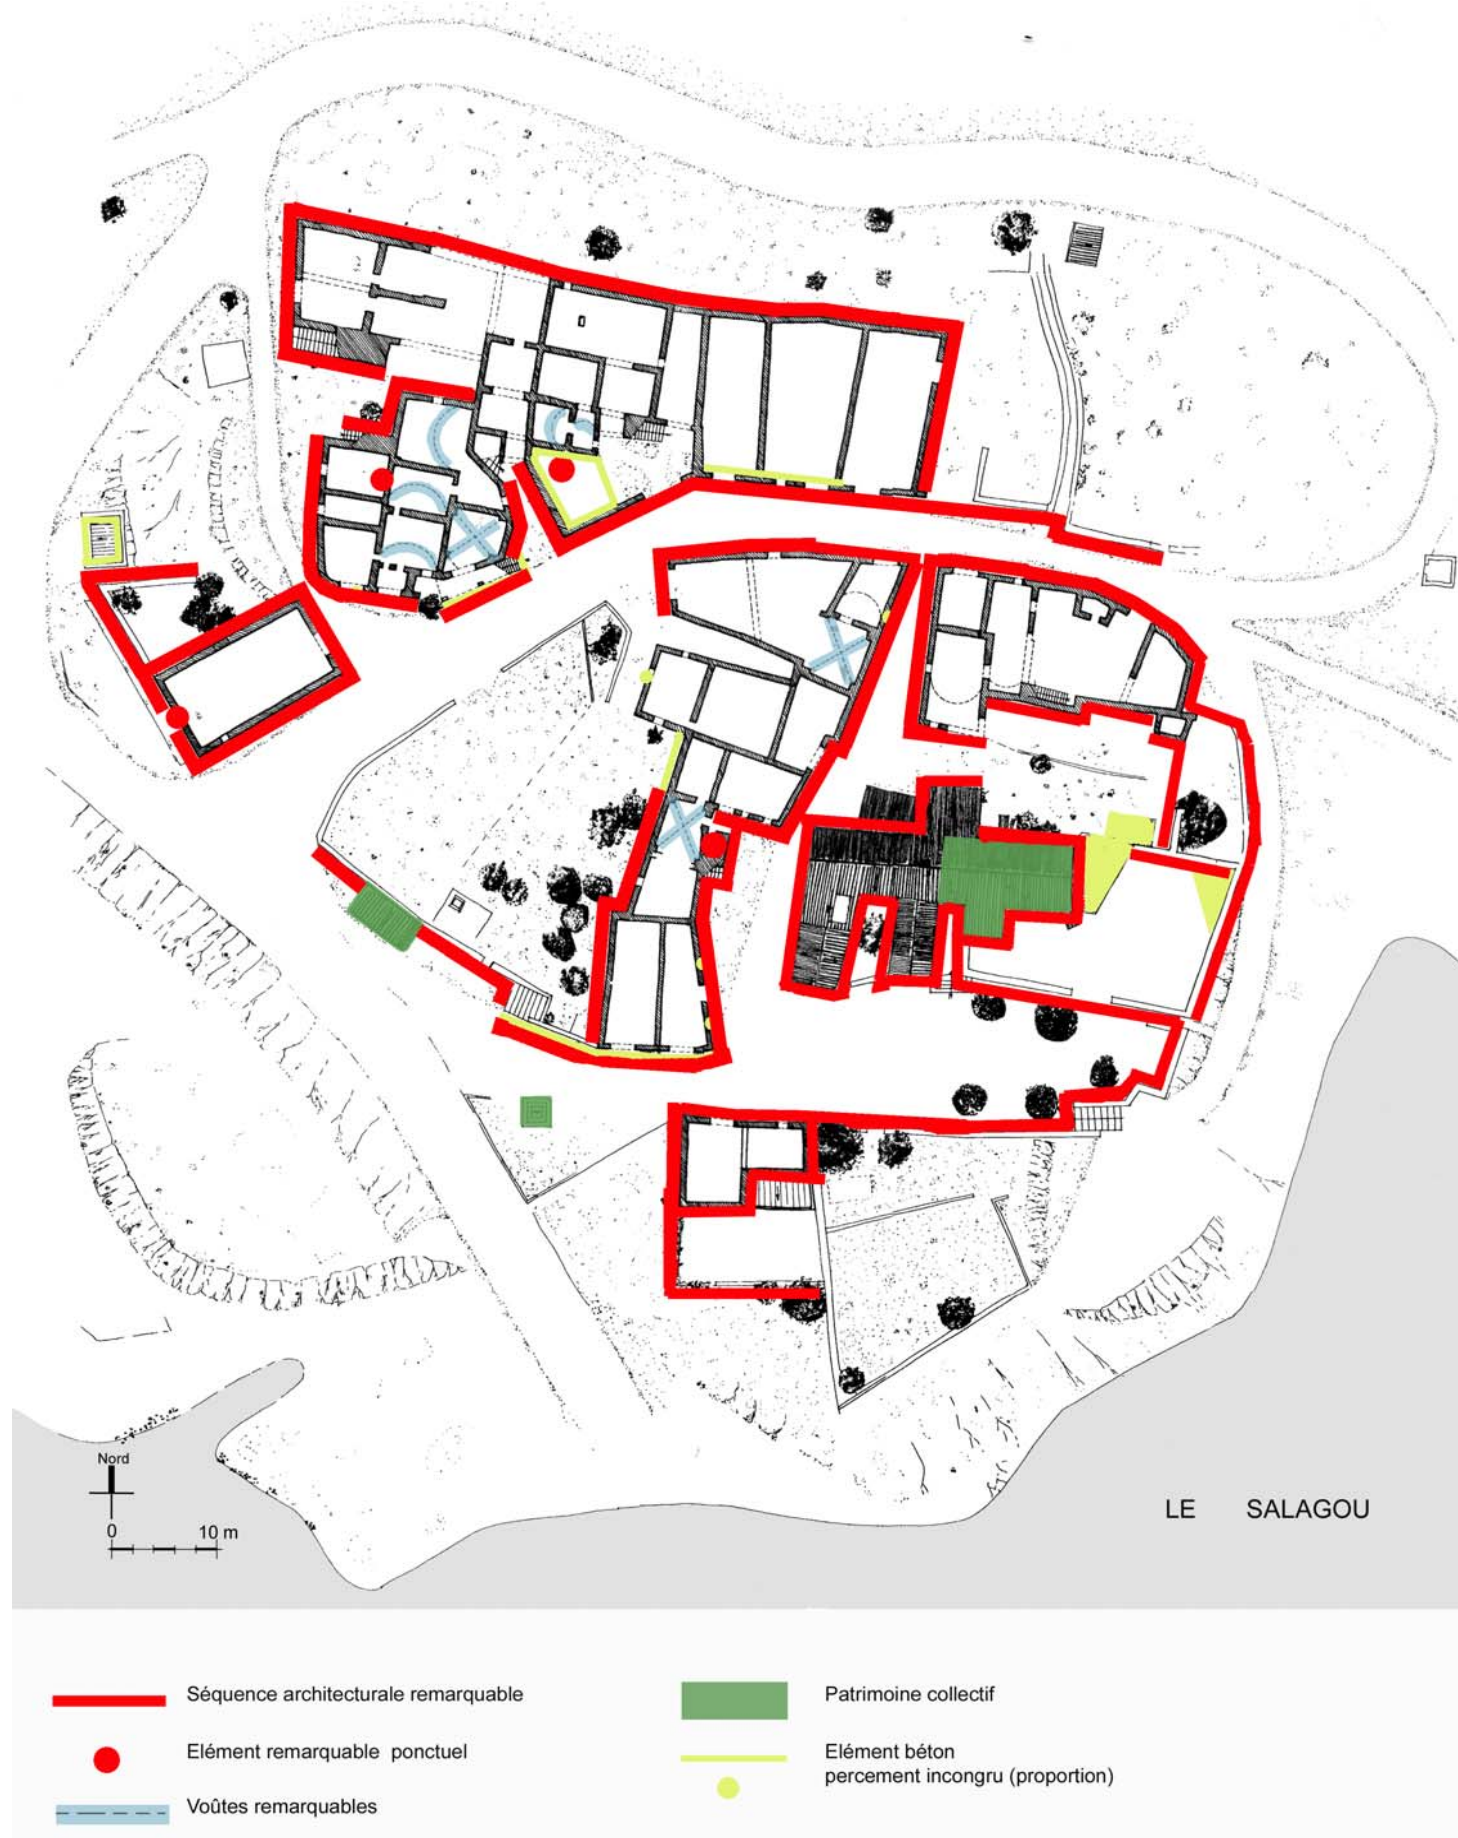 LE SALAGOU
Nord
0 10 m
Séquence architecturale remarquable
Elément remarquable ponctuel
Voûtes remarquables
Patrimoine collectif
Elément béton
percement incongru (proportion)